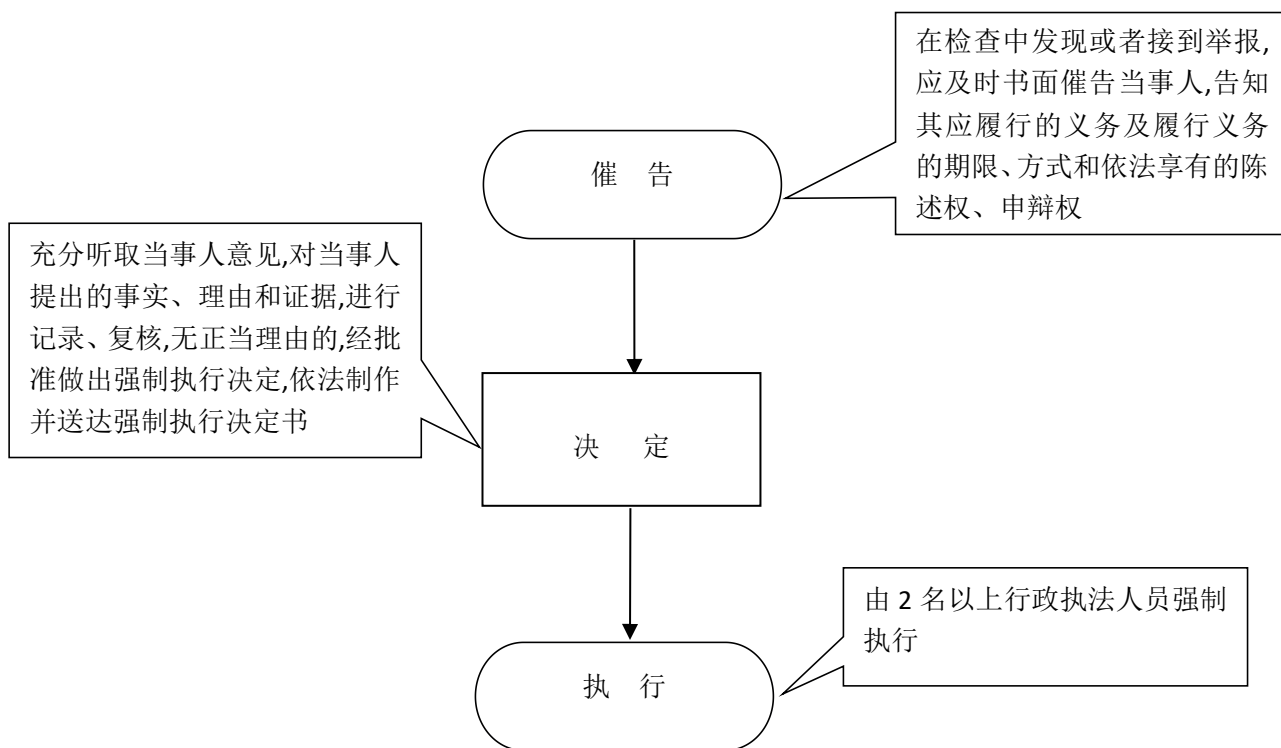 在检查中发现或者接到举报,
应及时书面催告当事人,告知
其应履行的义务及履行义务
的期限、方式和依法享有的陈
述权、申辩权
催 告
充分听取当事人意见,对当事人
提出的事实、理由和证据,进行
记录、复核,无正当理由的,经批
准做出强制执行决定,依法制作
并送达强制执行决定书
决 定
由 2 名以上行政执法人员强制
执行
执 行